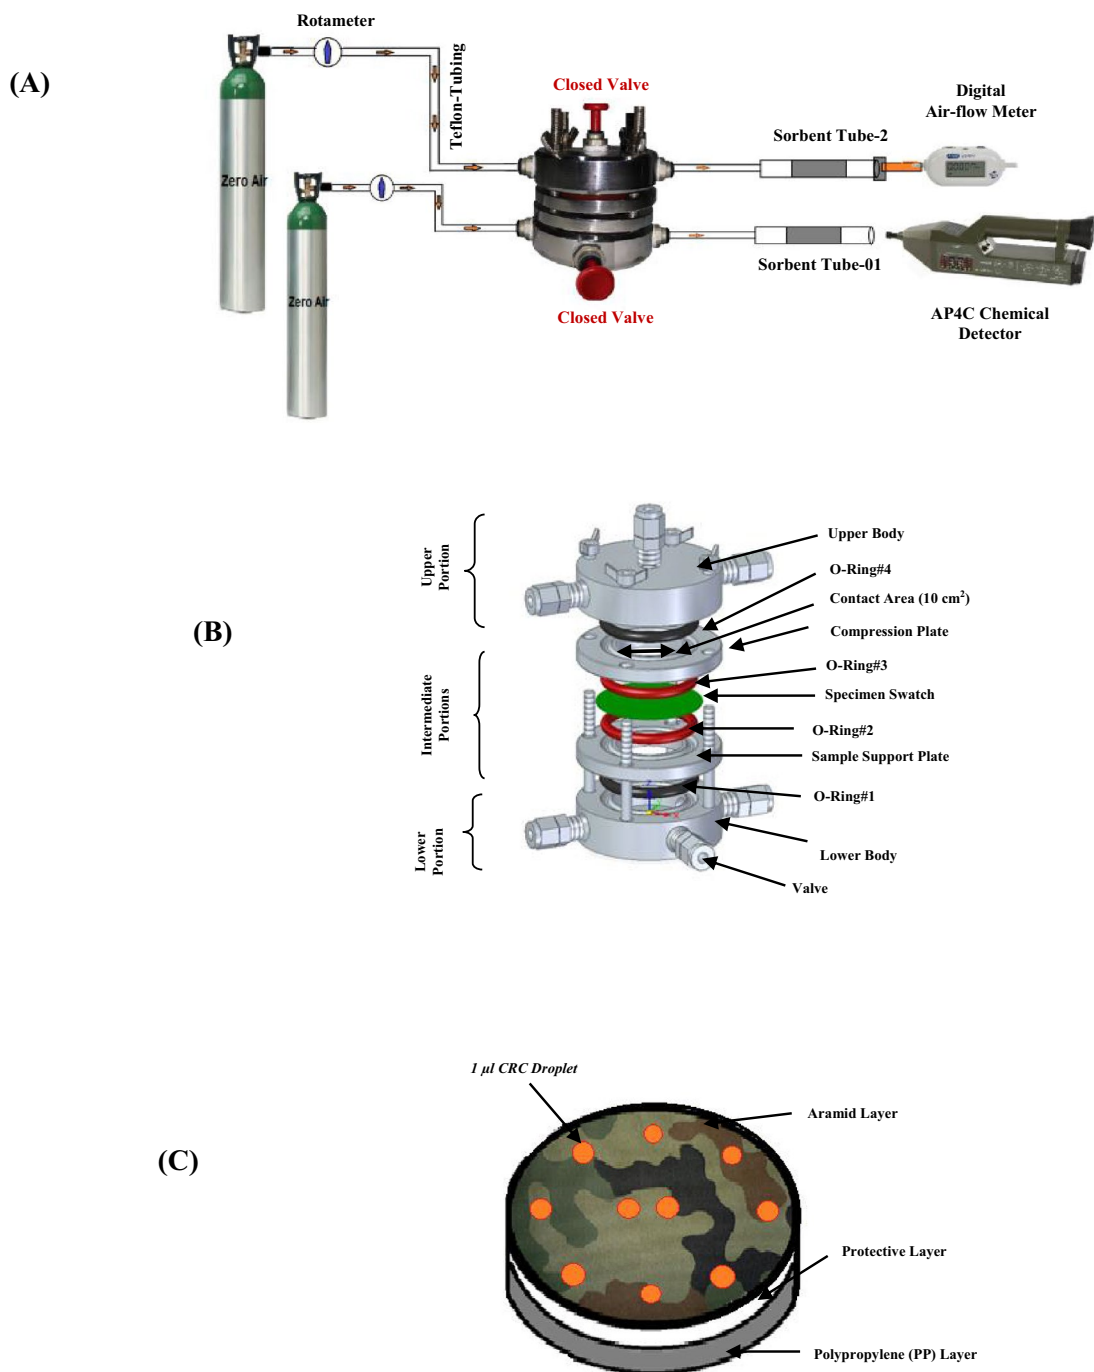 (A)
Rotameter
Teflon-Tubing
Closed Valve
Digital
Air-flow Meter
Sorbent Tube-2
Zero Air
Zero Air
Sorbent Tube-01
Closed Valve
AP4C Chemical
Detector
(B)
Upper
Portion
Intermediate
Portions
Lower
Portion
Upper Body
O-Ring#4
Contact Area (10 cm²)
Compression Plate
O-Ring#3
Specimen Swatch
O-Ring#2
Sample Support Plate
O-Ring#1
Lower Body
Valve
(C)
1 µl CRC Droplet
Aramid Layer
Protective Layer
Polypropylene (PP) Layer